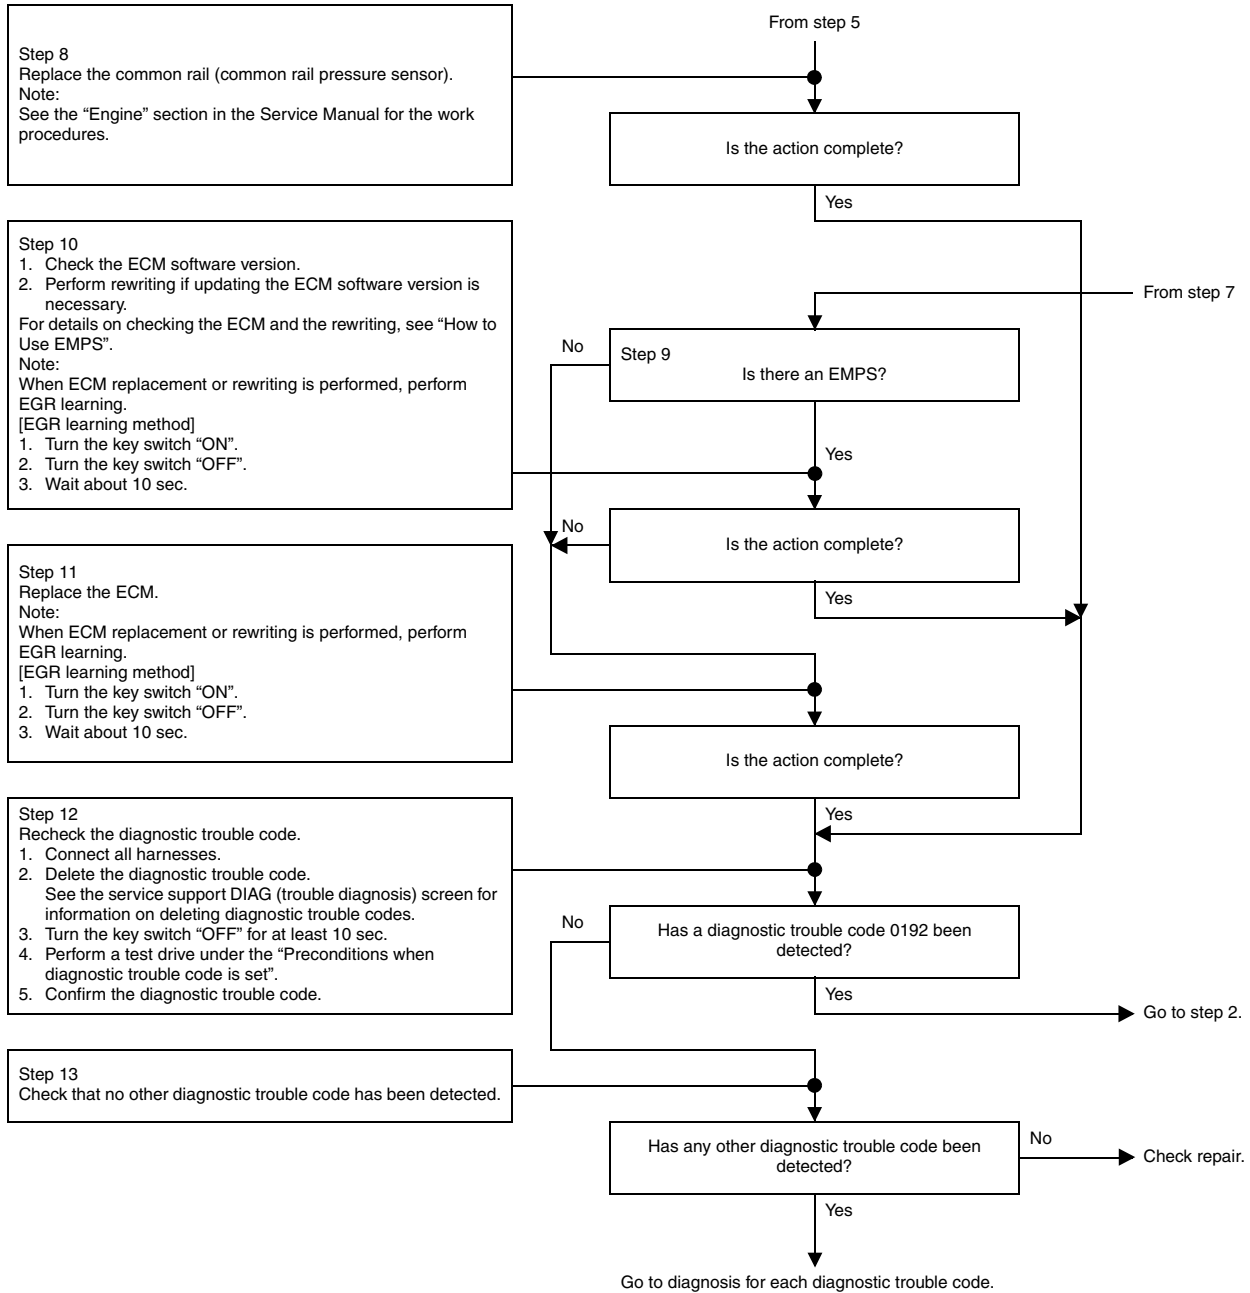 From step 5
Step 8
Replace the common rail (common rail pressure sensor).
Note:
See the “Engine” section in the Service Manual for the work
procedures.
Is the action complete?
Yes
Step 10
1. Check the ECM software version.
2. Perform rewriting if updating the ECM software version is
necessary.
For details on checking the ECM and the rewriting, see “How to
Use EMPS”.
Note:
When ECM replacement or rewriting is performed, perform
EGR learning.
[EGR learning method]
1. Turn the key switch “ON”.
2. Turn the key switch “OFF”.
3. Wait about 10 sec.
From step 7
No
Step 9
Is there an EMPS?
Yes
No
Is the action complete?
Yes
Step 11
Replace the ECM.
Note:
When ECM replacement or rewriting is performed, perform
EGR learning.
[EGR learning method]
1. Turn the key switch “ON”.
2. Turn the key switch “OFF”.
3. Wait about 10 sec.
Is the action complete?
Yes
Step 12
Recheck the diagnostic trouble code.
1. Connect all harnesses.
2. Delete the diagnostic trouble code.
See the service support DIAG (trouble diagnosis) screen for
information on deleting diagnostic trouble codes.
3. Turn the key switch “OFF” for at least 10 sec.
4. Perform a test drive under the “Preconditions when
diagnostic trouble code is set”.
5. Confirm the diagnostic trouble code.
No
Has a diagnostic trouble code 0192 been
detected?
Yes
Go to step 2.
Step 13
Check that no other diagnostic trouble code has been detected.
Has any other diagnostic trouble code been
detected?
No
Check repair.
Yes
Go to diagnosis for each diagnostic trouble code.